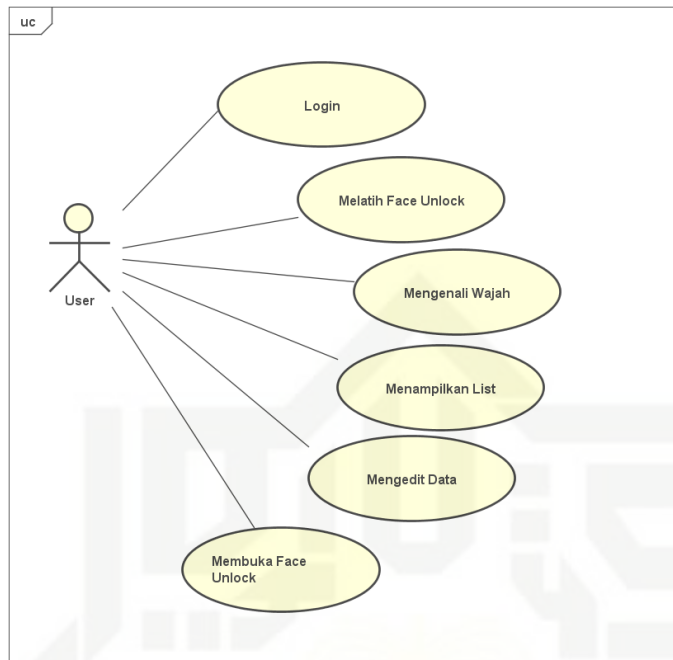 uc
Login
Melatih Face Unlock
Mengenali Wajah
User
Menampilkan List
Mengedit Data
Membuka Face
Unlock